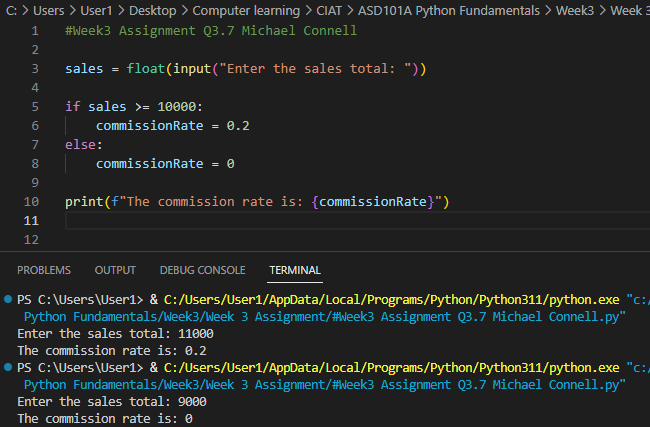 C: > Users > User1 > Desktop > Computer learning > CIAT > ASD101A Python Fundamentals > Week3 > Week 3
1 #Week3 Assignment Q3.7 Michael Connell
2
3 sales = float(input("Enter the sales total: "))
4
5 if sales >= 10000:
6     commissionRate = 0.2
7 else:
8     commissionRate = 0
9
10 print(f"The commission rate is: {commissionRate}")
11
12
PROBLEMS OUTPUT DEBUG CONSOLE TERMINAL
PS C:\Users\User1> & C:/Users/User1/AppData/Local/Programs/Python/Python311/python.exe "c:/
Python Fundamentals/Week3/Week 3 Assignment/#Week3 Assignment Q3.7 Michael Connell.py"
Enter the sales total: 11000
The commission rate is: 0.2
PS C:\Users\User1> & C:/Users/User1/AppData/Local/Programs/Python/Python311/python.exe "c:/
Python Fundamentals/Week3/Week 3 Assignment/#Week3 Assignment Q3.7 Michael Connell.py"
Enter the sales total: 9000
The commission rate is: 0